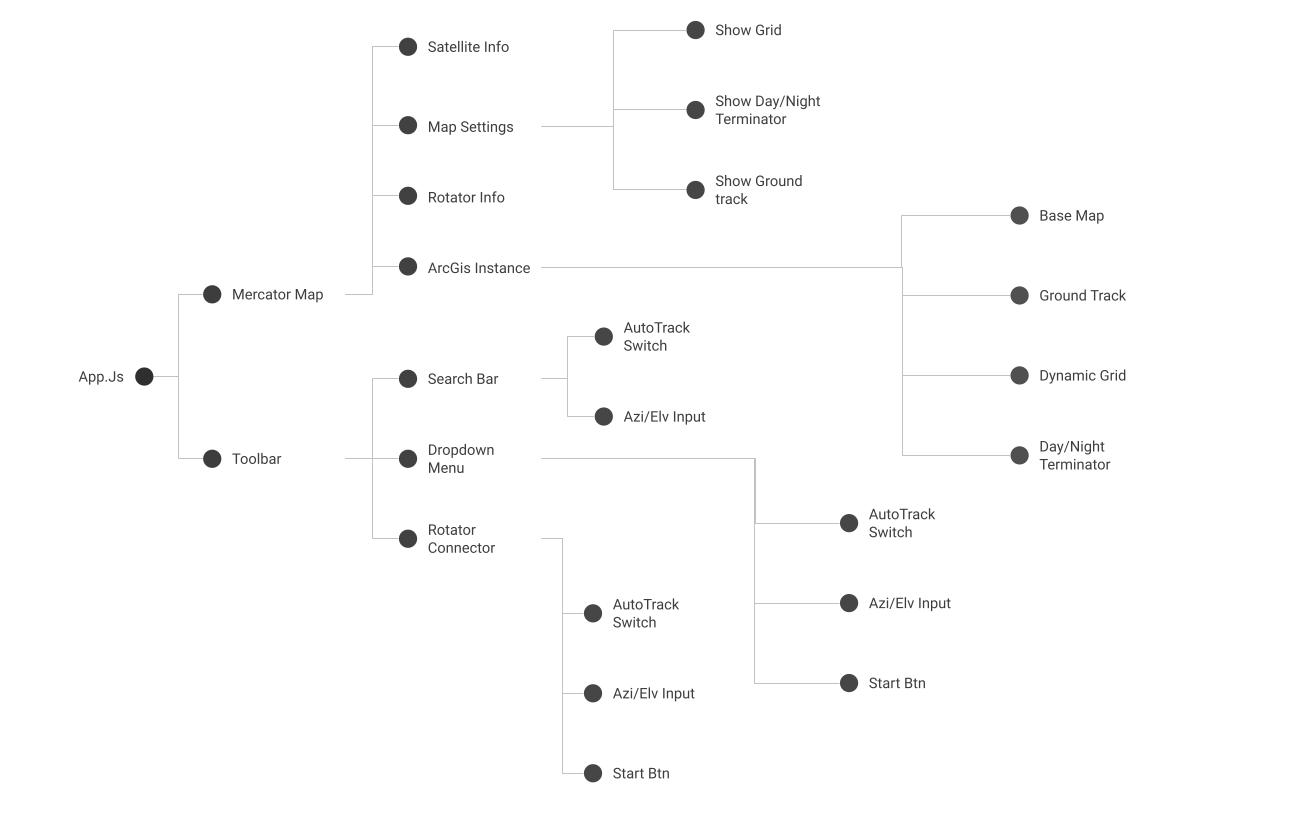 App.Js
Mercator Map
Satellite Info
Map Settings
Show Grid
Show Day/Night
Terminator
Show Ground
track
Rotator Info
ArcGis Instance
Base Map
Ground Track
Dynamic Grid
Day/Night
Terminator
Toolbar
Search Bar
AutoTrack
Switch
Azi/Elv Input
Dropdown
Menu
AutoTrack
Switch
Azi/Elv Input
Start Btn
Rotator
Connector
AutoTrack
Switch
Azi/Elv Input
Start Btn